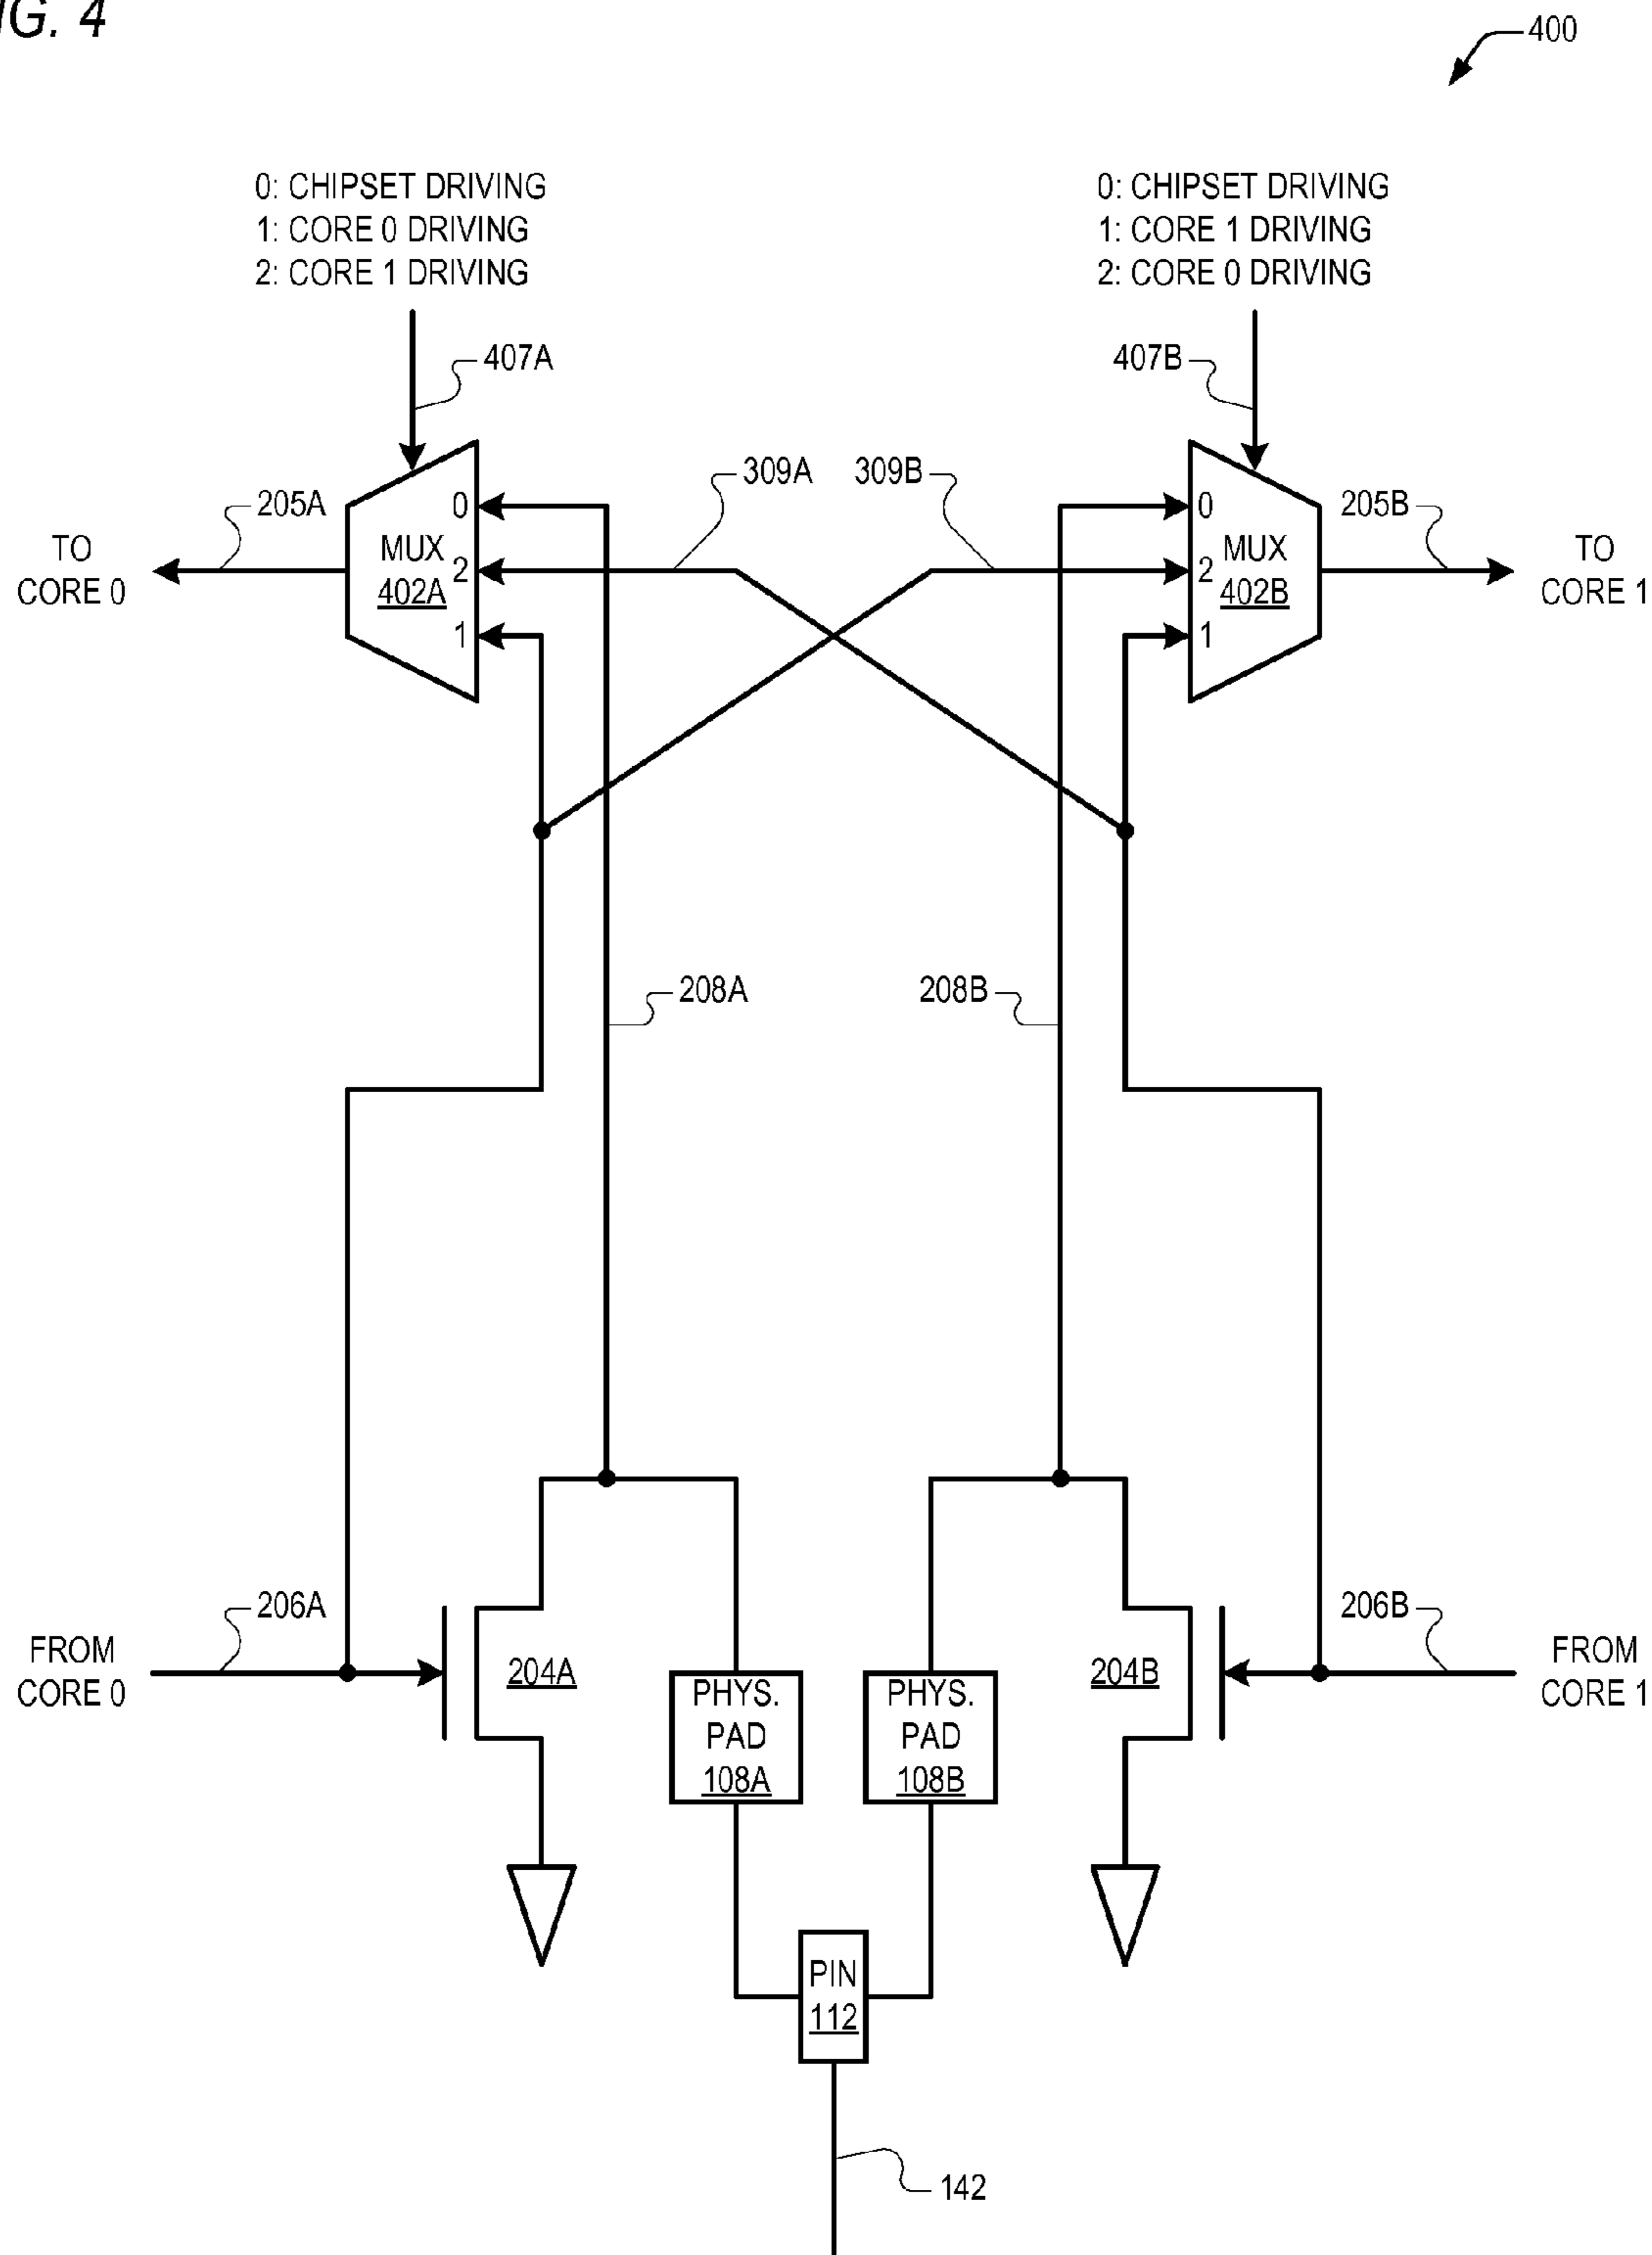 IG. 4
400
0: CHIPSET DRIVING
1: CORE 0 DRIVING
2: CORE 1 DRIVING
0: CHIPSET DRIVING
1: CORE 1 DRIVING
2: CORE 0 DRIVING
407A
407B
309A
309B
205A
205B
TO
CORE 0
0
MUX
2
402A
1
0
MUX
2
402B
1
TO
CORE 1
208A
208B
206A
206B
FROM
CORE 0
204A
PHYS.
PAD
108A
PHYS.
PAD
108B
204B
FROM
CORE 1
PIN
112
142